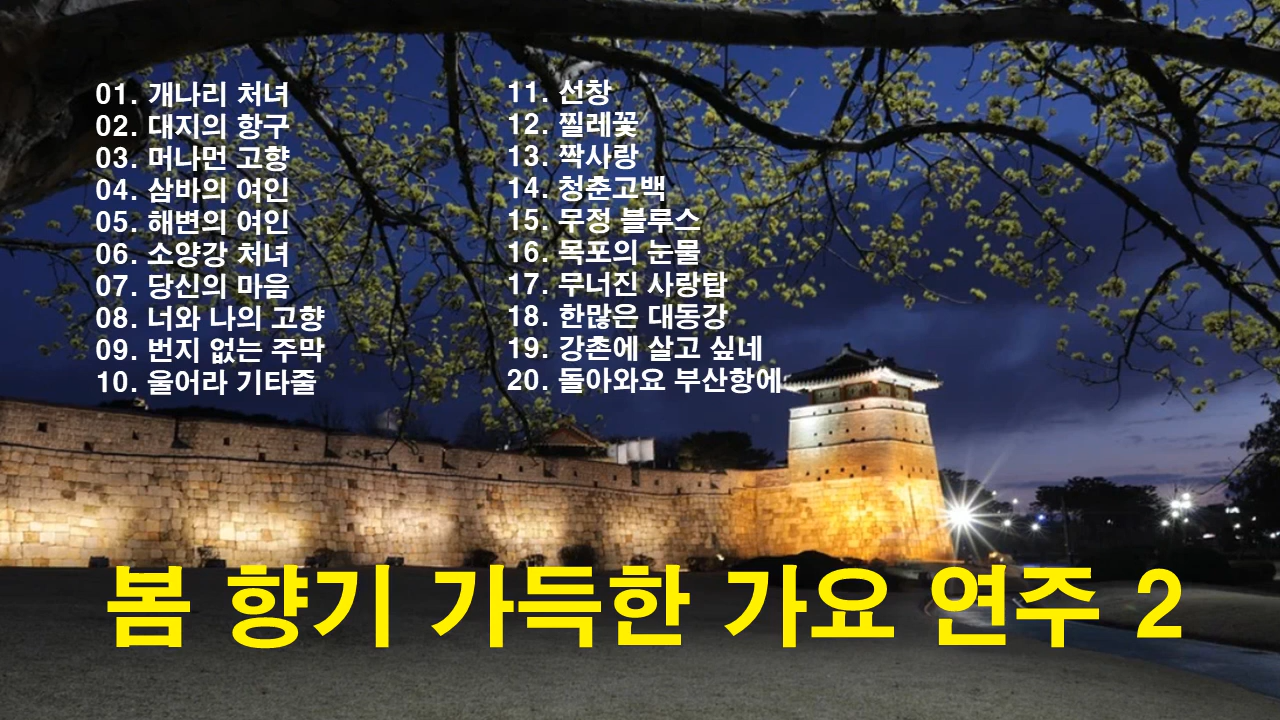 01. 개나리 처녀
02. 대지의 항구
03. 머나먼 고향
04. 삼바의 여인
05. 해변의 여인
06. 소양강 처녀
07. 당신의 마음
08. 너와 나의 고향
09. 번지 없는 주막
10. 울어라 기타줄
11. 선창
12. 찔레꽃
13. 짝사랑
14. 청춘고백
15. 무정 블루스
16. 목포의 눈물
17. 무너진 사랑탑
18. 한많은 대동강
19. 강촌에 살고 싶네
20. 돌아와요 부산항에
봄 향기 가득한 가요 연주 2